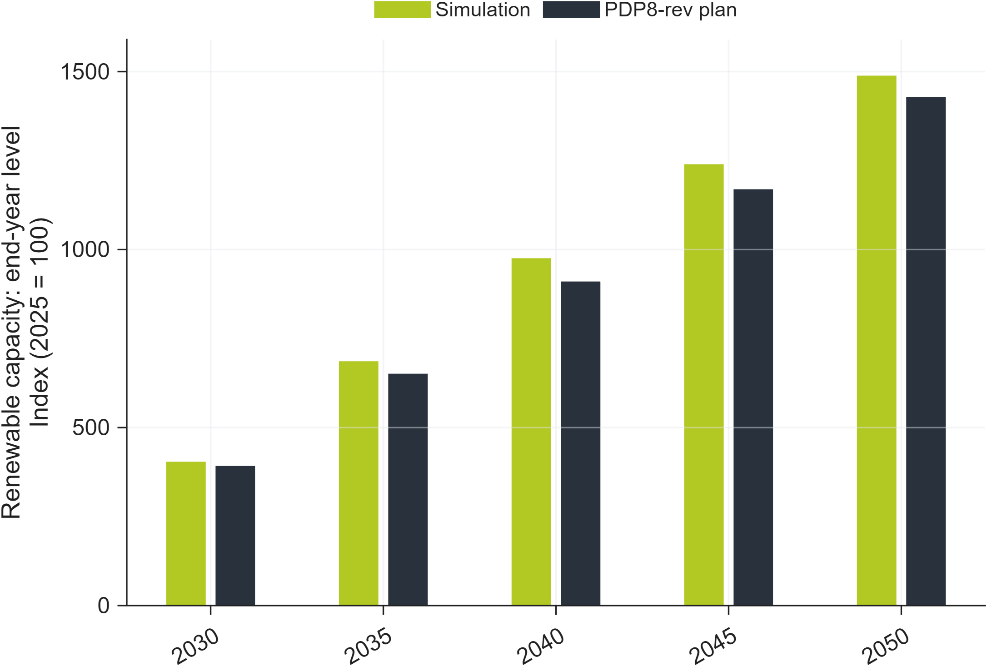 Simulation PDP8-rev plan
Renewable capacity: end-year level
Index (2025 = 100)
1500
1000
500
0
2030 2035 2040 2045 2050